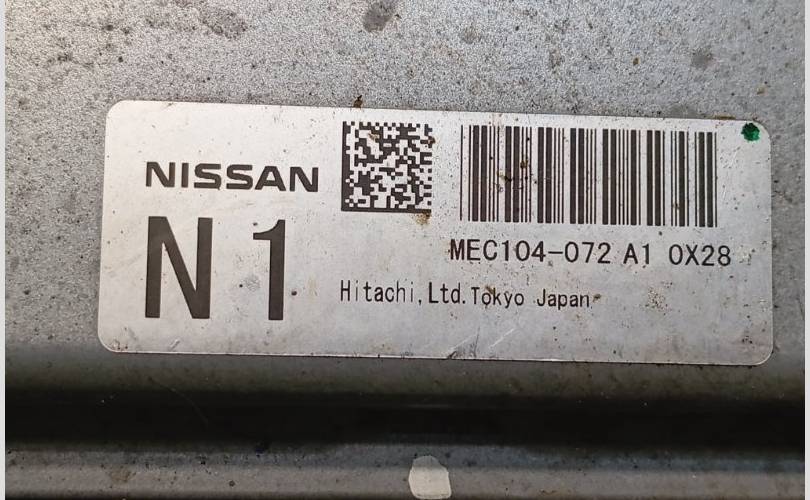 NISSAN
N1
MEC104-072 A1 0X28
Hitachi,Ltd.Tokyo Japan